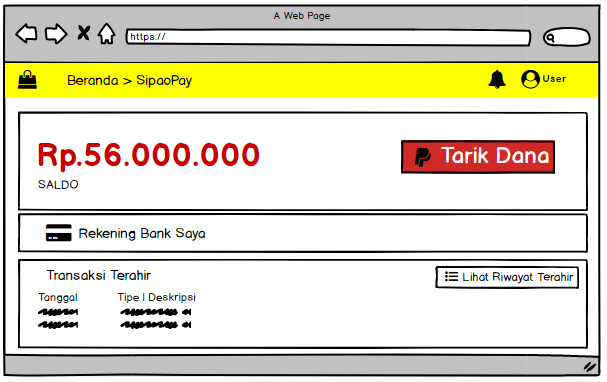 A Web Page
https://
Beranda > SipaoPay
User
Rp.56.000.000
Tarik Dana
SALDO
Rekening Bank Saya
Transaksi Terahir
Lihat Riwayat Terahir
Tanggal
Tipe | Deskripsi